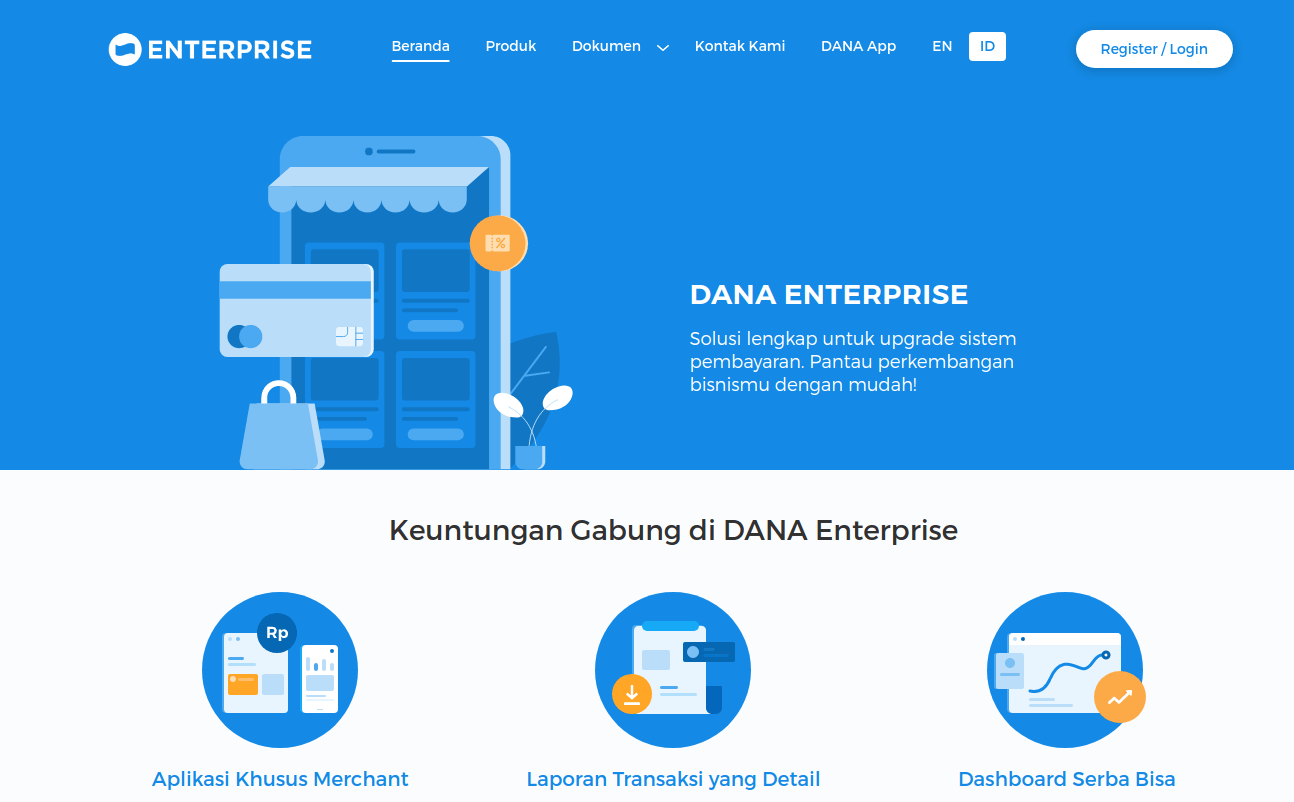 ENTERPRISE
Beranda Produk Dokumen Kontak Kami DANA App EN ID Register / Login
DANA ENTERPRISE
Solusi lengkap untuk upgrade sistem
pembayaran. Pantau perkembangan
bisnismu dengan mudah!
Keuntungan Gabung di DANA Enterprise
Rp
Aplikasi Khusus Merchant
Laporan Transaksi yang Detail
Dashboard Serba Bisa